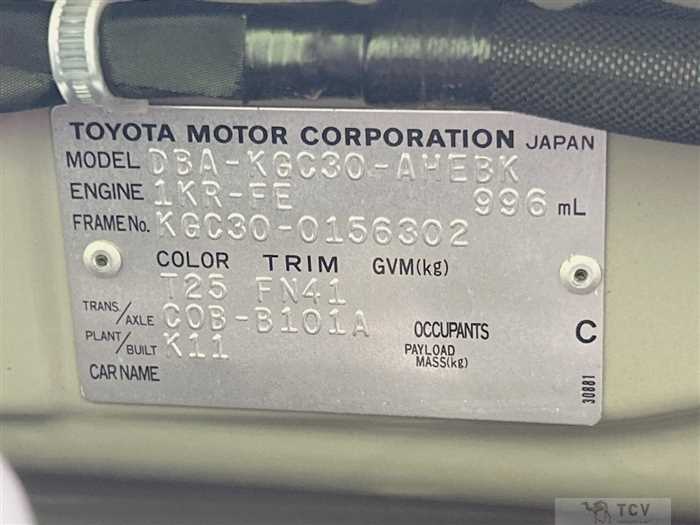 TOYOTA MOTOR CORPORATION JAPAN
MODEL DBA-KGC30-AHEBK
ENGINE 1KR-FE 996 mL
FRAME No. KGC30-0156302
COLOR TRIM GVM(kg)
T25 FN41
TRANS/AXLE C0B-B101A OCCUPANTS C
PLANT/BUILT K11 PAYLOAD MASS(kg)
CAR NAME
30881
TCV